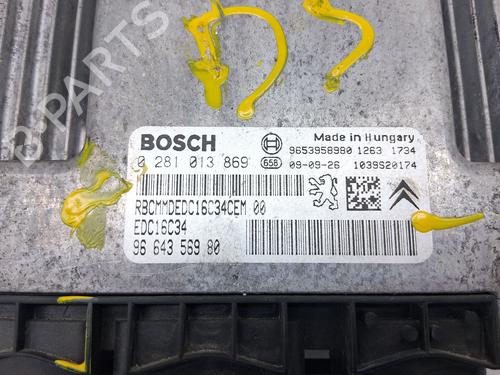 B-PARTS
BOSCH
0 281 013 869
658
Made in Hungary
9653958980 1263 1734
09-09-26 1039S20174
RBCMMDEDC16C34CEM 00
EDC16C34
96 643 569 80